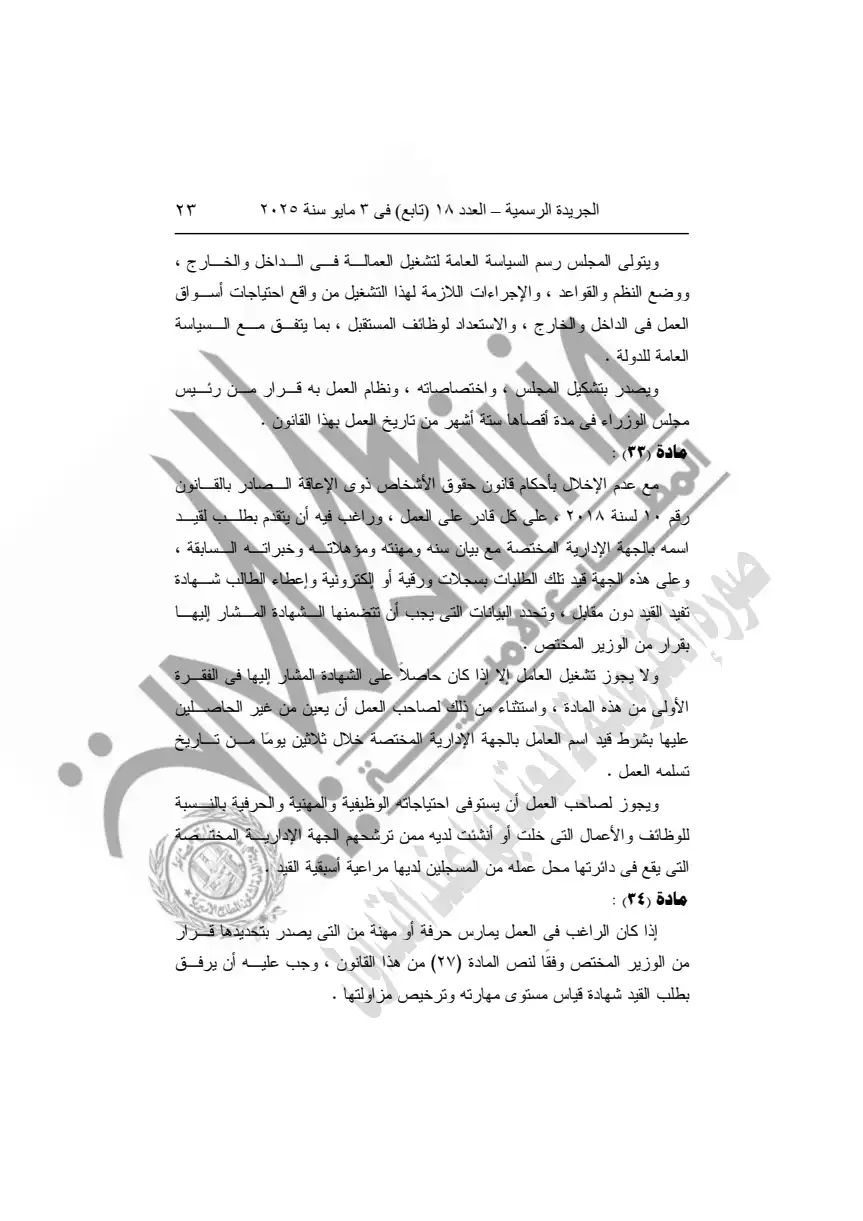 الجريدة الرسمية – العدد ١٨ (تابع) فى ٣ مايو سنة ٢٠٢٥ ٢٣
ويتولى المجلس رسم السياسة العامة لتشغيل العمالة فى الداخل والخارج ،
ووضع النظم والقواعد ، والإجراءات اللازمة لهذا التشغيل من واقع احتياجات أسواق
العمل فى الداخل والخارج ، والاستعداد لوظائف المستقبل ، بما يتفق مع السياسة
العامة للدولة .
ويصدر بتشكيل المجلس ، واختصاصاته ، ونظام العمل به قرار من رئيس
مجلس الوزراء فى مدة أقصاها ستة أشهر من تاريخ العمل بهذا القانون .
مادة (٣٣) :
مع عدم الإخلال بأحكام قانون حقوق الأشخاص ذوى الإعاقة الصادر بالقانون
رقم ١٠ لسنة ٢٠١٨ ، على كل قادر على العمل ، وراغب فيه أن يتقدم بطلب لقيد
اسمه بالجهة الإدارية المختصة مع بيان سنه ومهنته ومؤهلاته وخبراته السابقة ،
وعلى هذه الجهة قيد تلك الطلبات بسجلات ورقية أو إلكترونية وإعطاء الطالب شهادة
تفيد القيد دون مقابل ، وتحدد البيانات التى يجب أن تتضمنها الشهادة المشار إليها
بقرار من الوزير المختص .
ولا يجوز تشغيل العامل إلا إذا كان حاصلاً على الشهادة المشار إليها فى الفقرة
الأولى من هذه المادة ، واستثناء من ذلك لصاحب العمل أن يعين من غير الحاصلين
عليها بشرط قيد اسم العامل بالجهة الإدارية المختصة خلال ثلاثين يومًا من تاريخ
تسلمه العمل .
ويجوز لصاحب العمل أن يستوفى احتياجاته الوظيفية والمهنية والحرفية بالنسبة
للوظائف والأعمال التى خلت أو أنشئت لديه ممن ترشحهم الجهة الإدارية المختصة
التى يقع فى دائرتها محل عمله من المسجلين لديها مراعية أسبقية القيد .
مادة (٣٤) :
إذا كان الراغب فى العمل يمارس حرفة أو مهنة من التى يصدر بتحديدها قرار
من الوزير المختص وفقًا لنص المادة (٢٧) من هذا القانون ، وجب عليه أن يرفق
بطلب القيد شهادة قياس مستوى مهارته وترخيص مزاولتها .
صورة إلكترونية لا يعتد بها عند التداول
المطابع الأميرية